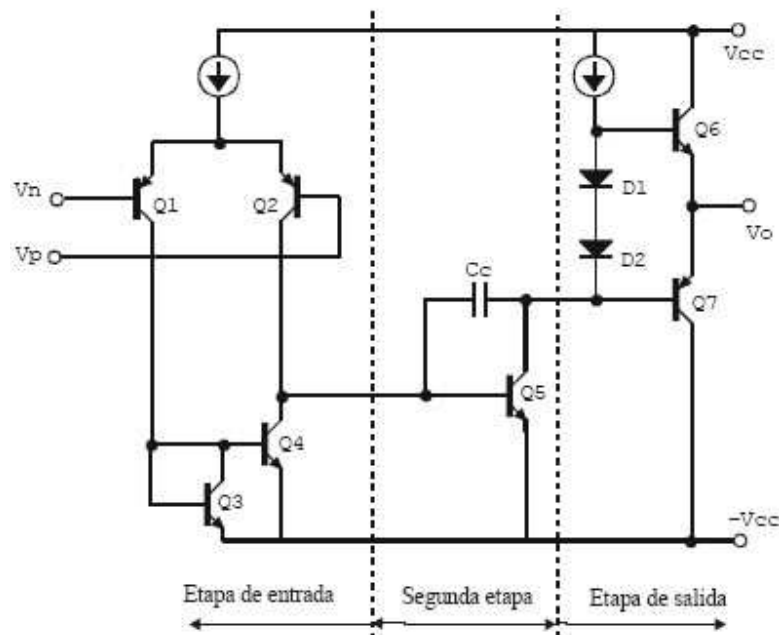 Vcc
Q6
Vn
Q1
Q2
D1
Vp
Vo
D2
Cc
Q7
Q5
Q4
Q3
-Vcc
Etapa de entrada
Segunda etapa
Etapa de salida